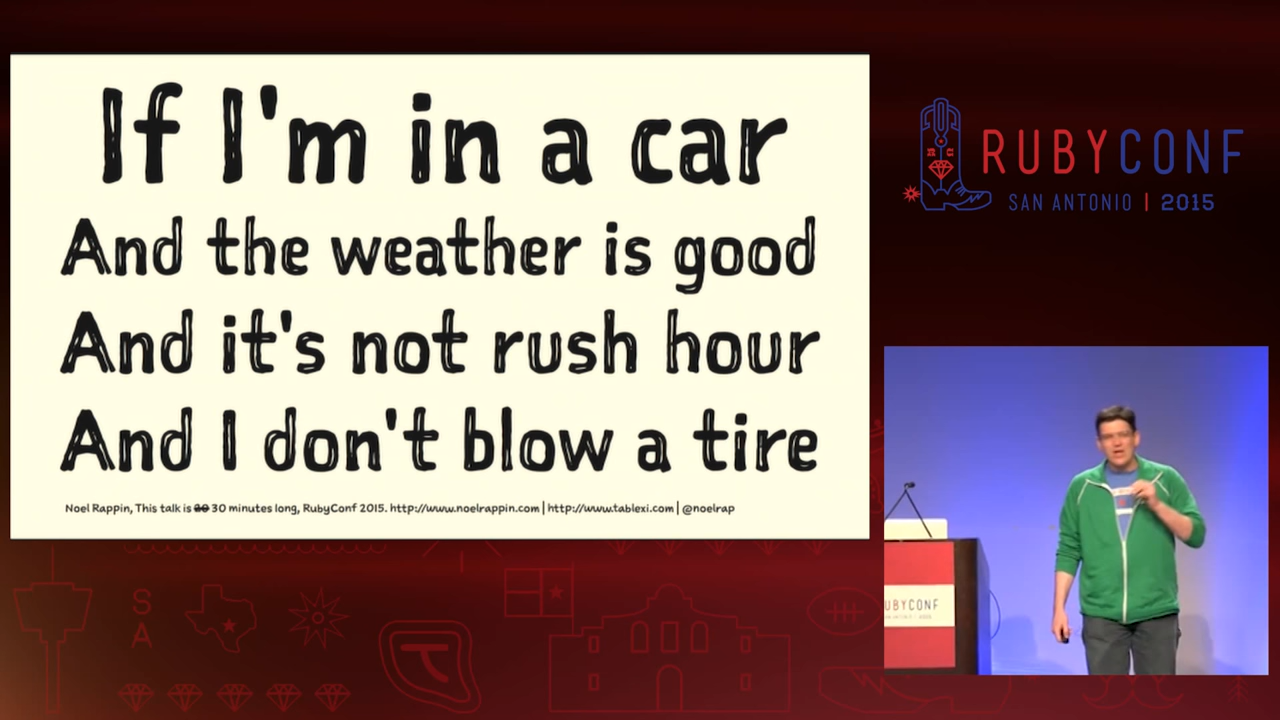 If I'm in a car
And the weather is good
And it's not rush hour
And I don't blow a tire
Noel Rappin, This talk is 20 30 minutes long, RubyConf 2015. http://www.noelrappin.com | http://www.tablexi.com | @noelrap
RUBYCONF
SAN ANTONIO | 2015
UBYCONF
S
A